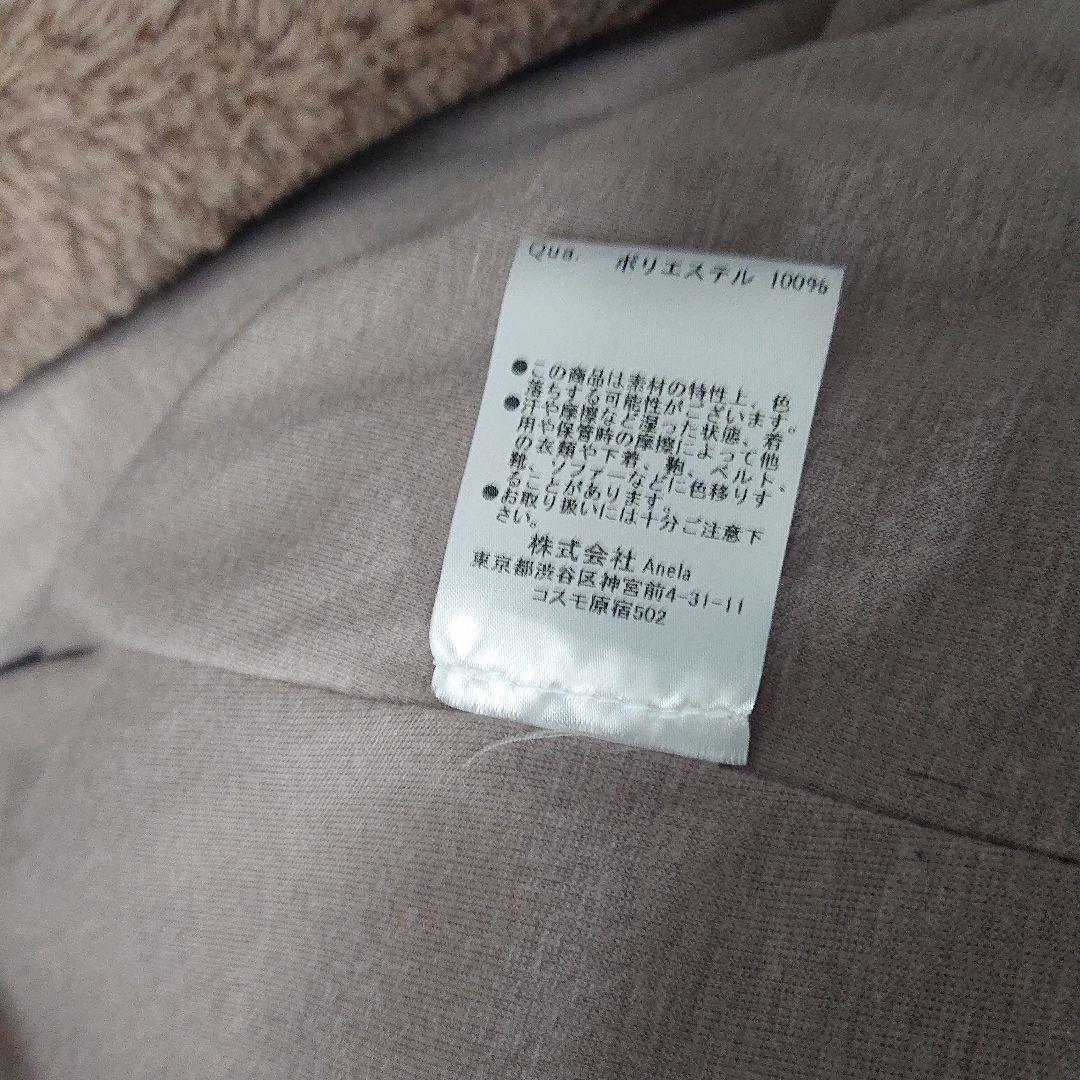 Qua. ポリエステル 100%
●この商品は素材の特性上、色
落ちする可能性がございます。
●汗や摩擦など湿った状態、着
用や保管時の摩擦によって他
の衣類や下着、鞄、ベルト、
靴、ソファーなどに色移りす
ることがあります。
●お取り扱いには十分ご注意下
さい。
株式会社 Anela
東京都渋谷区神宮前4-31-11
コスモ原宿502